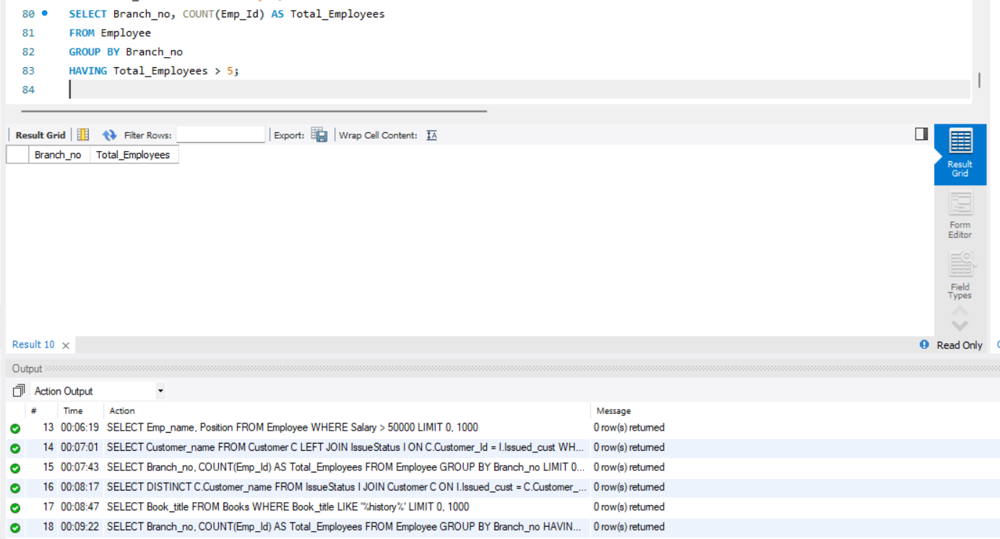 80 SELECT Branch_no, COUNT(Emp_Id) AS Total_Employees
81 FROM Employee
82 GROUP BY Branch_no
83 HAVING Total_Employees > 5;
84
Result Grid Filter Rows: Export: Wrap Cell Content: IA
Branch_no Total_Employees
Result
Grid
Form
Editor
Field
Types
Result 10 × Read Only
Output
Action Output
# Time Action Message
13 00:06:19 SELECT Emp_name, Position FROM Employee WHERE Salary > 50000 LIMIT 0, 1000 0 row(s) returned
14 00:07:01 SELECT Customer_name FROM Customer C LEFT JOIN IssueStatus I ON C.Customer_Id = I.Issued_cust WH... 0 row(s) returned
15 00:07:43 SELECT Branch_no, COUNT(Emp_Id) AS Total_Employees FROM Employee GROUP BY Branch_no LIMIT 0... 0 row(s) returned
16 00:08:17 SELECT DISTINCT C.Customer_name FROM IssueStatus I JOIN Customer C ON I.Issued_cust = C.Customer_... 0 row(s) returned
17 00:08:47 SELECT Book_title FROM Books WHERE Book_title LIKE '%history%' LIMIT 0, 1000 0 row(s) returned
18 00:09:22 SELECT Branch_no, COUNT(Emp_Id) AS Total_Employees FROM Employee GROUP BY Branch_no HAVIN... 0 row(s) returned